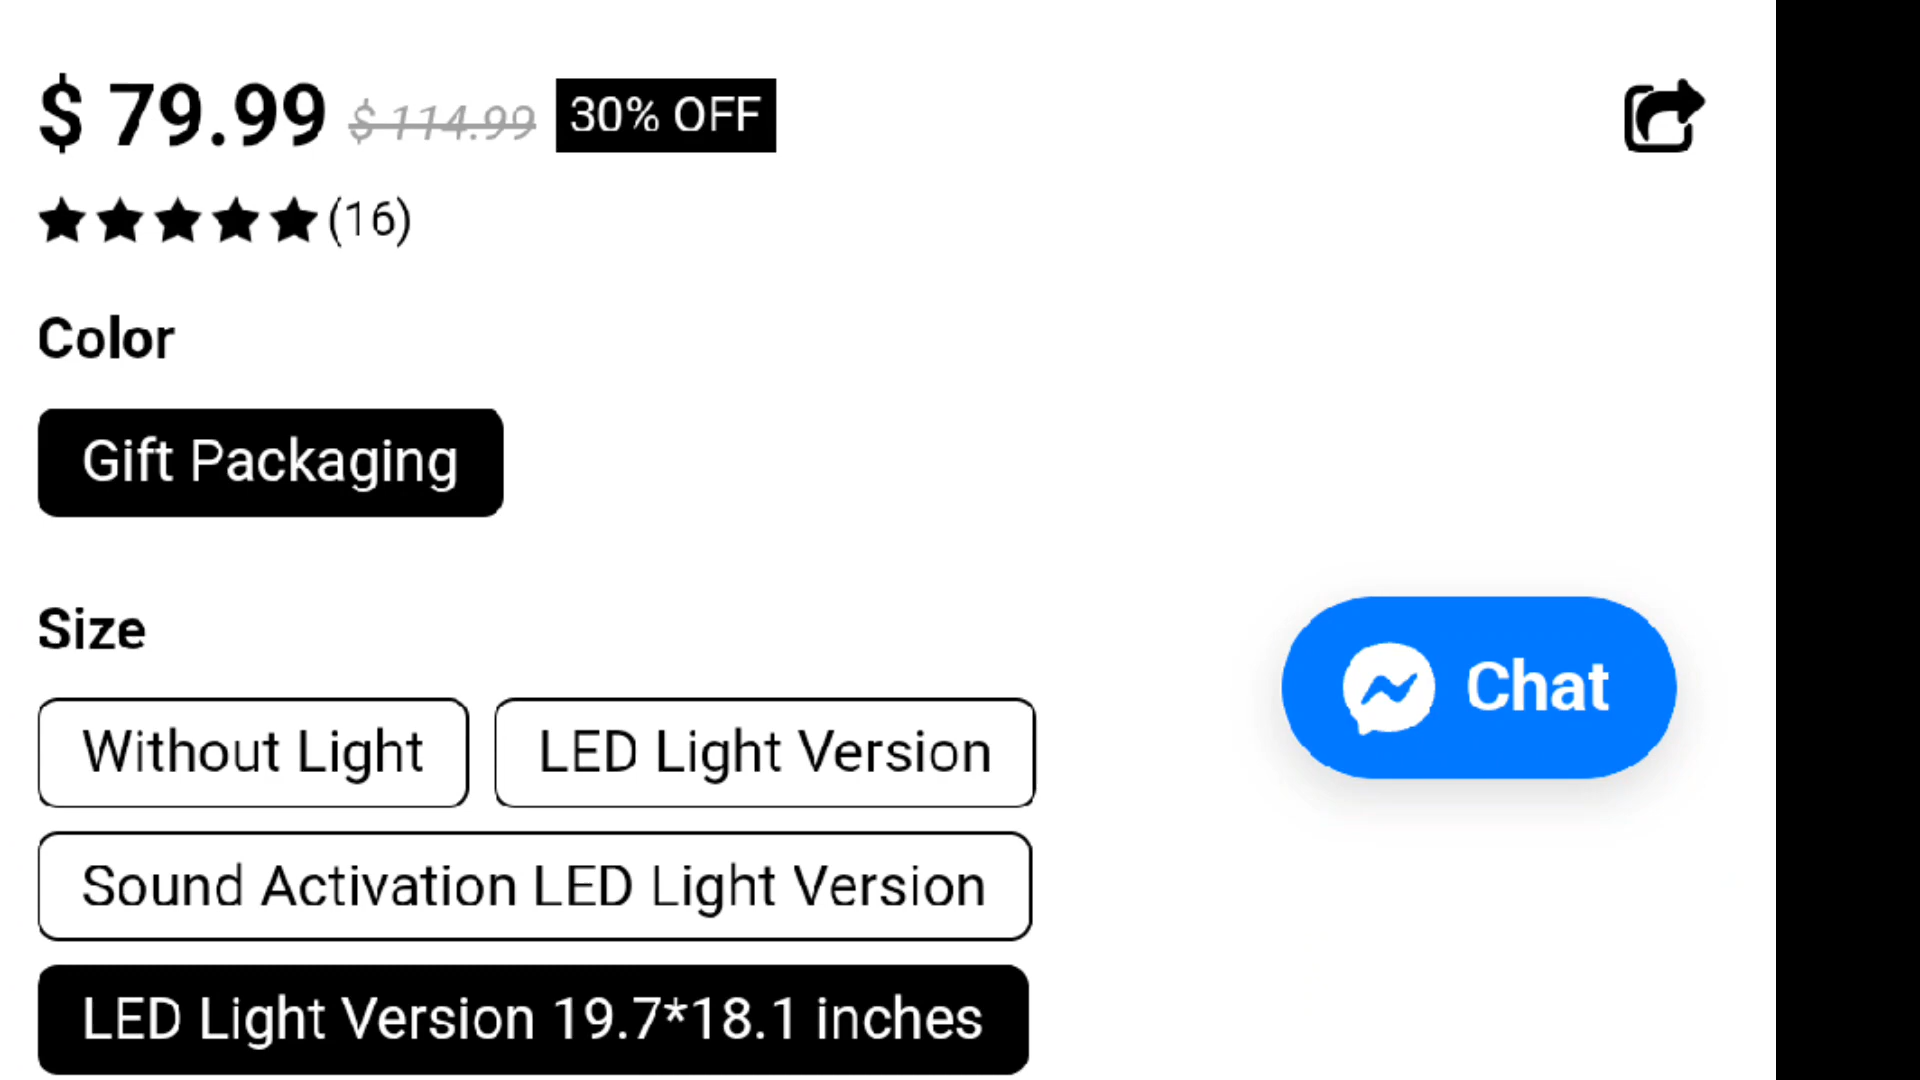 $ 79.99 $ 114.99 30% OFF
(16)
Color
Gift Packaging
Size
Without Light LED Light Version
Chat
Sound Activation LED Light Version
LED Light Version 19.7*18.1 inches